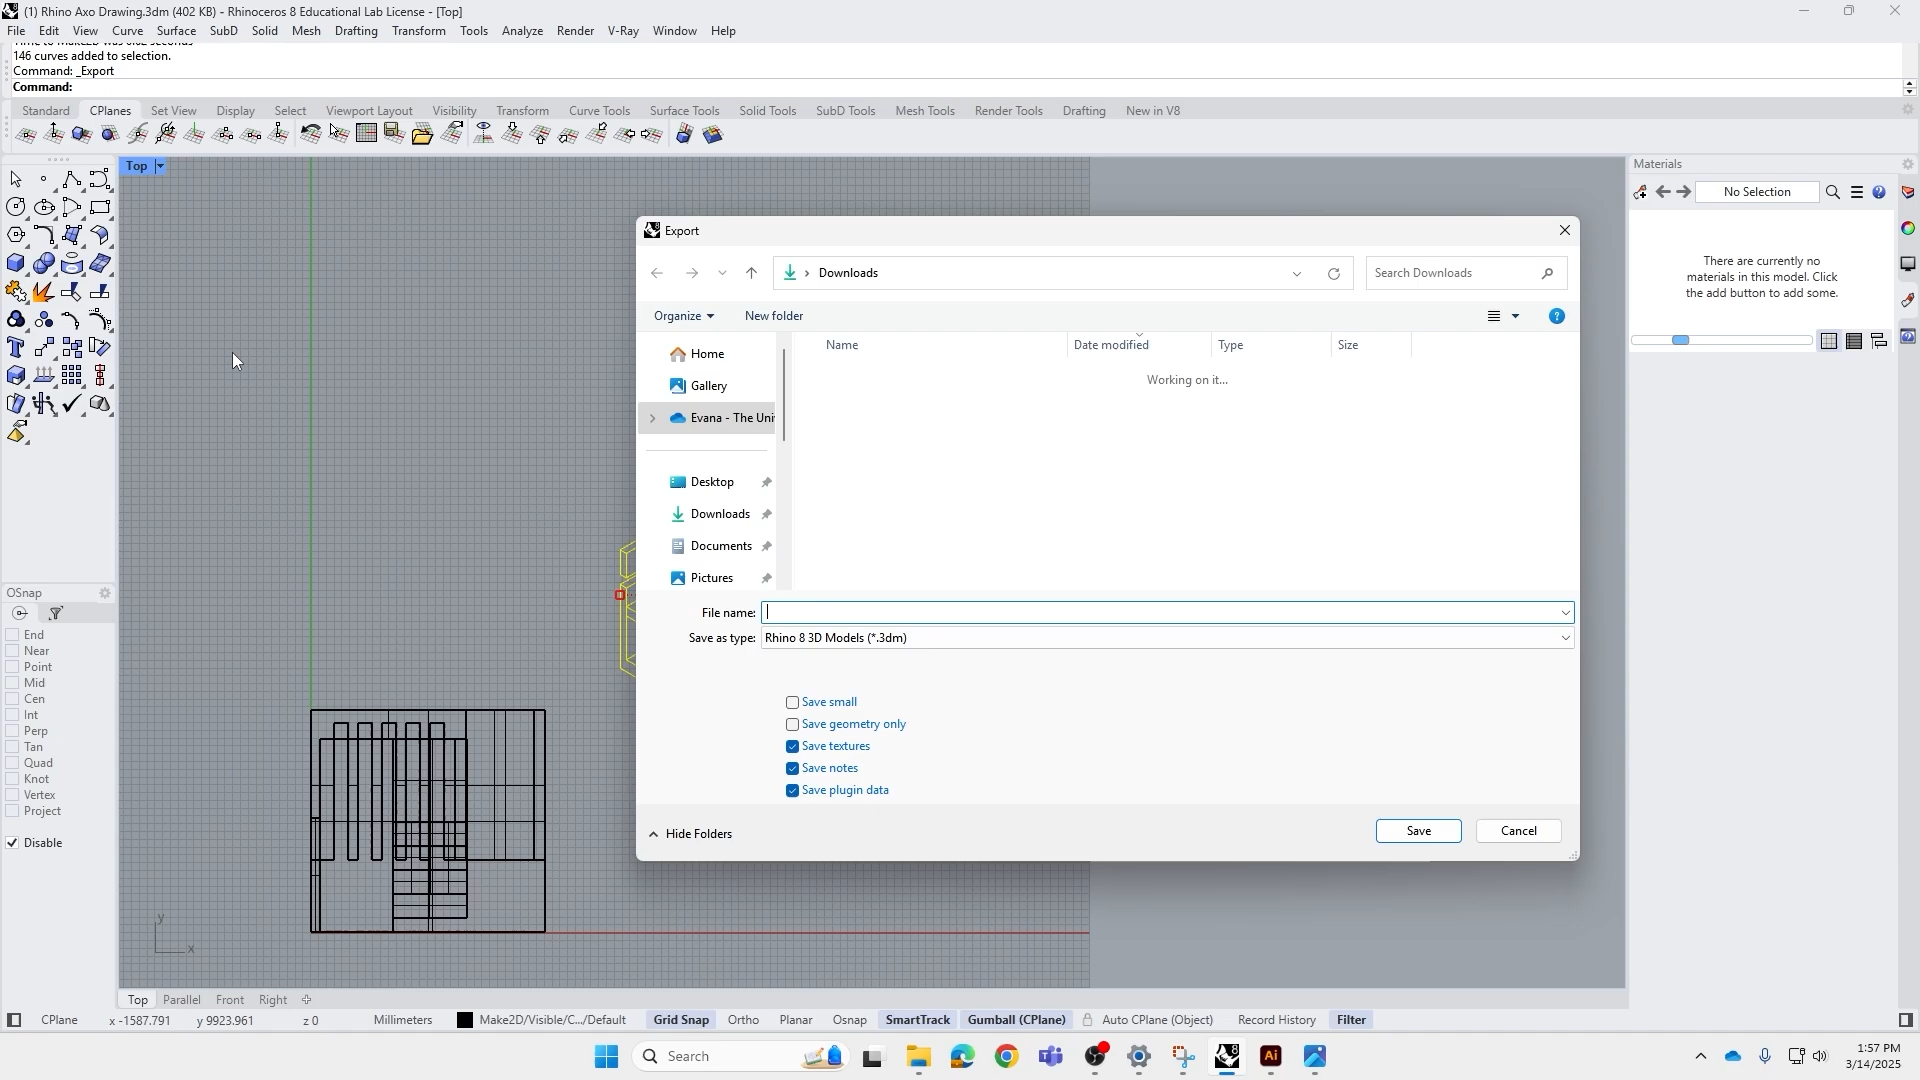 (1) Rhino Axo Drawing.3dm (402 KB) - Rhinoceros 8 Educational Lab License - [Top]
File Edit View Curve Surface SubD Solid Mesh Drafting Transform Tools Analyze Render V-Ray Window Help
Time to Make2D was 0.02 seconds
146 curves added to selection.
Command: _Export
Command:
Standard CPlanes Set View Display Select Viewport Layout Visibility Transform Curve Tools Surface Tools Solid Tools SubD Tools Mesh Tools Render Tools Drafting New in V8
Top
Materials
No Selection
There are currently no
materials in this model. Click
the add button to add some.
Export
Downloads
Search Downloads
Organize New folder
Name Date modified Type Size
Working on it...
Home
Gallery
Evana - The Uni
Desktop
Downloads
Documents
Pictures
File name:
Save as type: Rhino 8 3D Models (*.3dm)
Save small
Save geometry only
Save textures
Save notes
Save plugin data
Hide Folders
Save Cancel
OSnap
End
Near
Point
Mid
Cen
Int
Perp
Tan
Quad
Knot
Vertex
Project
Disable
y
x
Top Parallel Front Right
CPlane x -1587.791 y 9923.961 z 0 Millimeters Make2D/Visible/C.../Default Grid Snap Ortho Planar Osnap SmartTrack Gumball (CPlane) Auto CPlane (Object) Record History Filter
Search
1:57 PM
3/14/2025